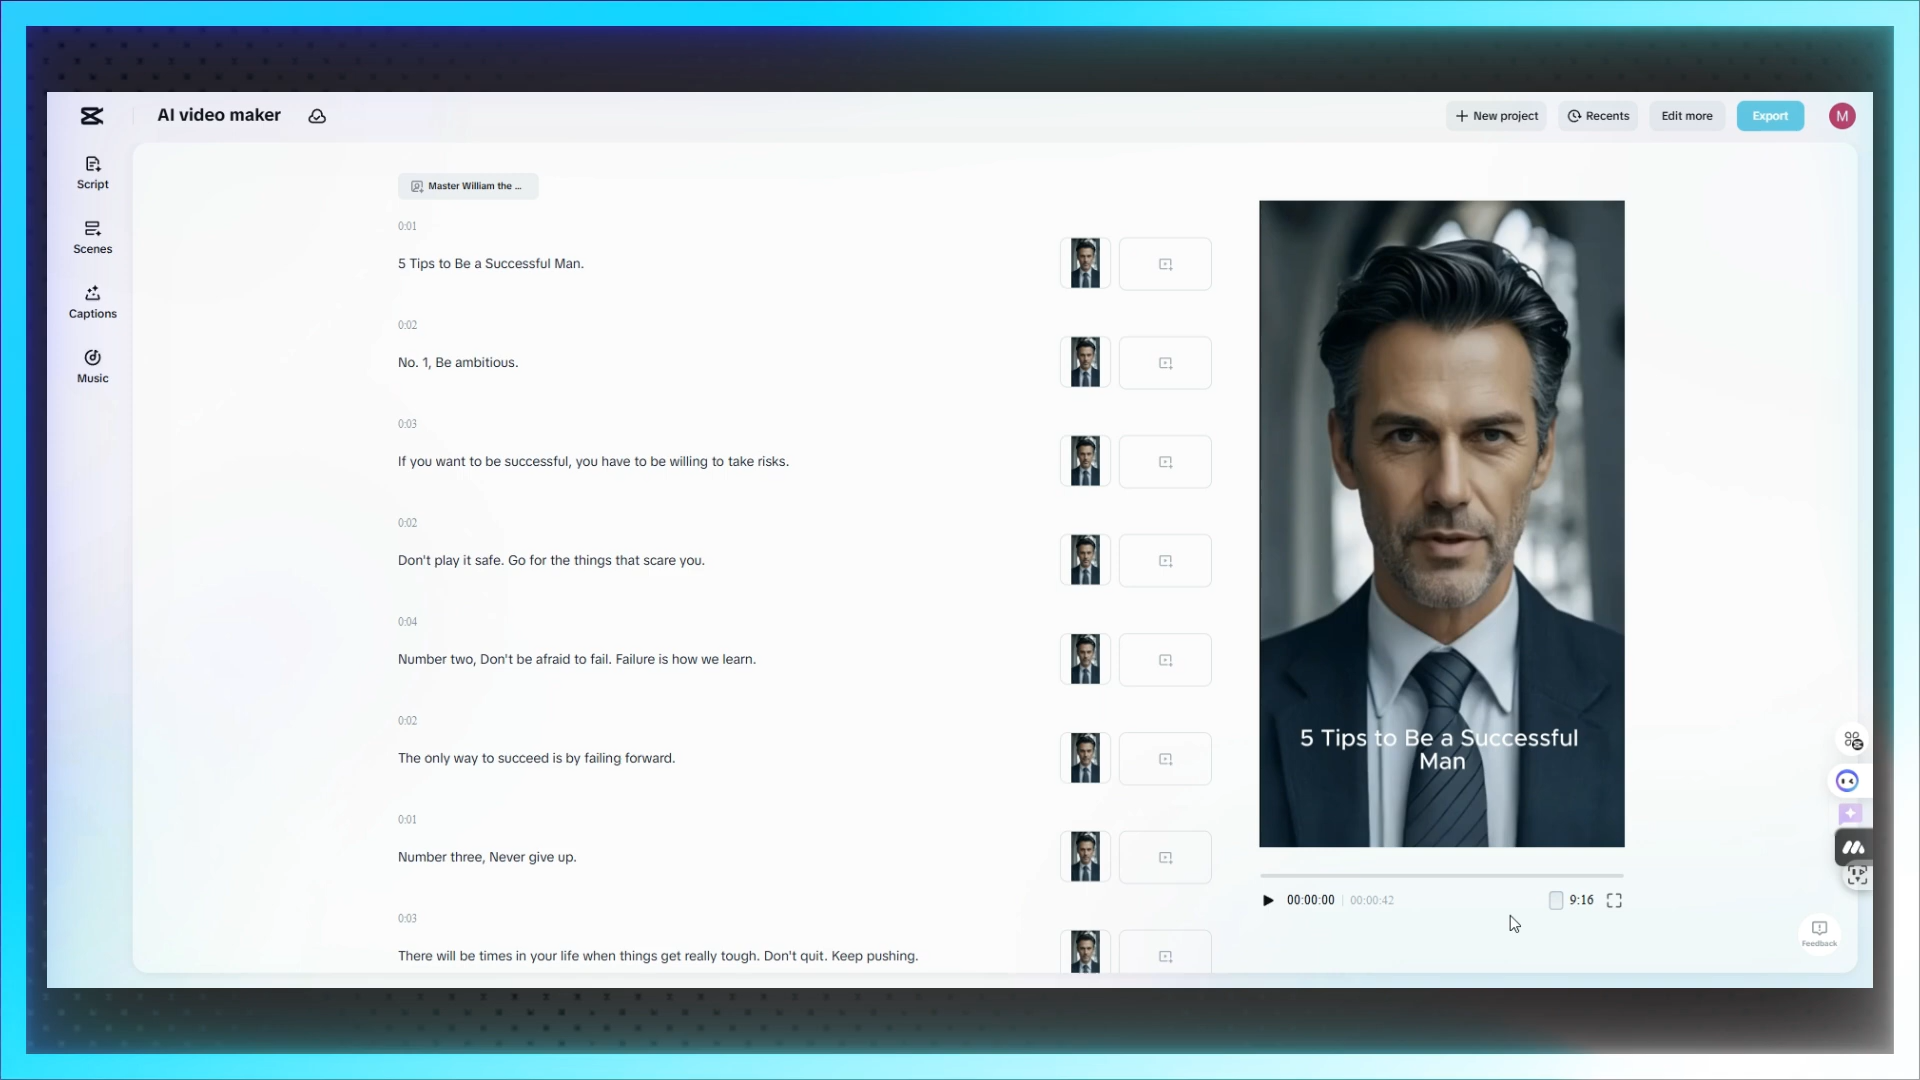 AI video maker
New project
Recents
Edit more
Export
M
Script
Scenes
Captions
Music
Master William the ...
0:01
5 Tips to Be a Successful Man.
0:02
No. 1, Be ambitious.
0:03
If you want to be successful, you have to be willing to take risks.
0:02
Don't play it safe. Go for the things that scare you.
0:04
Number two, Don't be afraid to fail. Failure is how we learn.
0:02
The only way to succeed is by failing forward.
0:01
Number three, Never give up.
0:03
There will be times in your life when things get really tough. Don't quit. Keep pushing.
5 Tips to Be a Successful
Man
00:00:00 | 00:00:42
9:16
Feedback